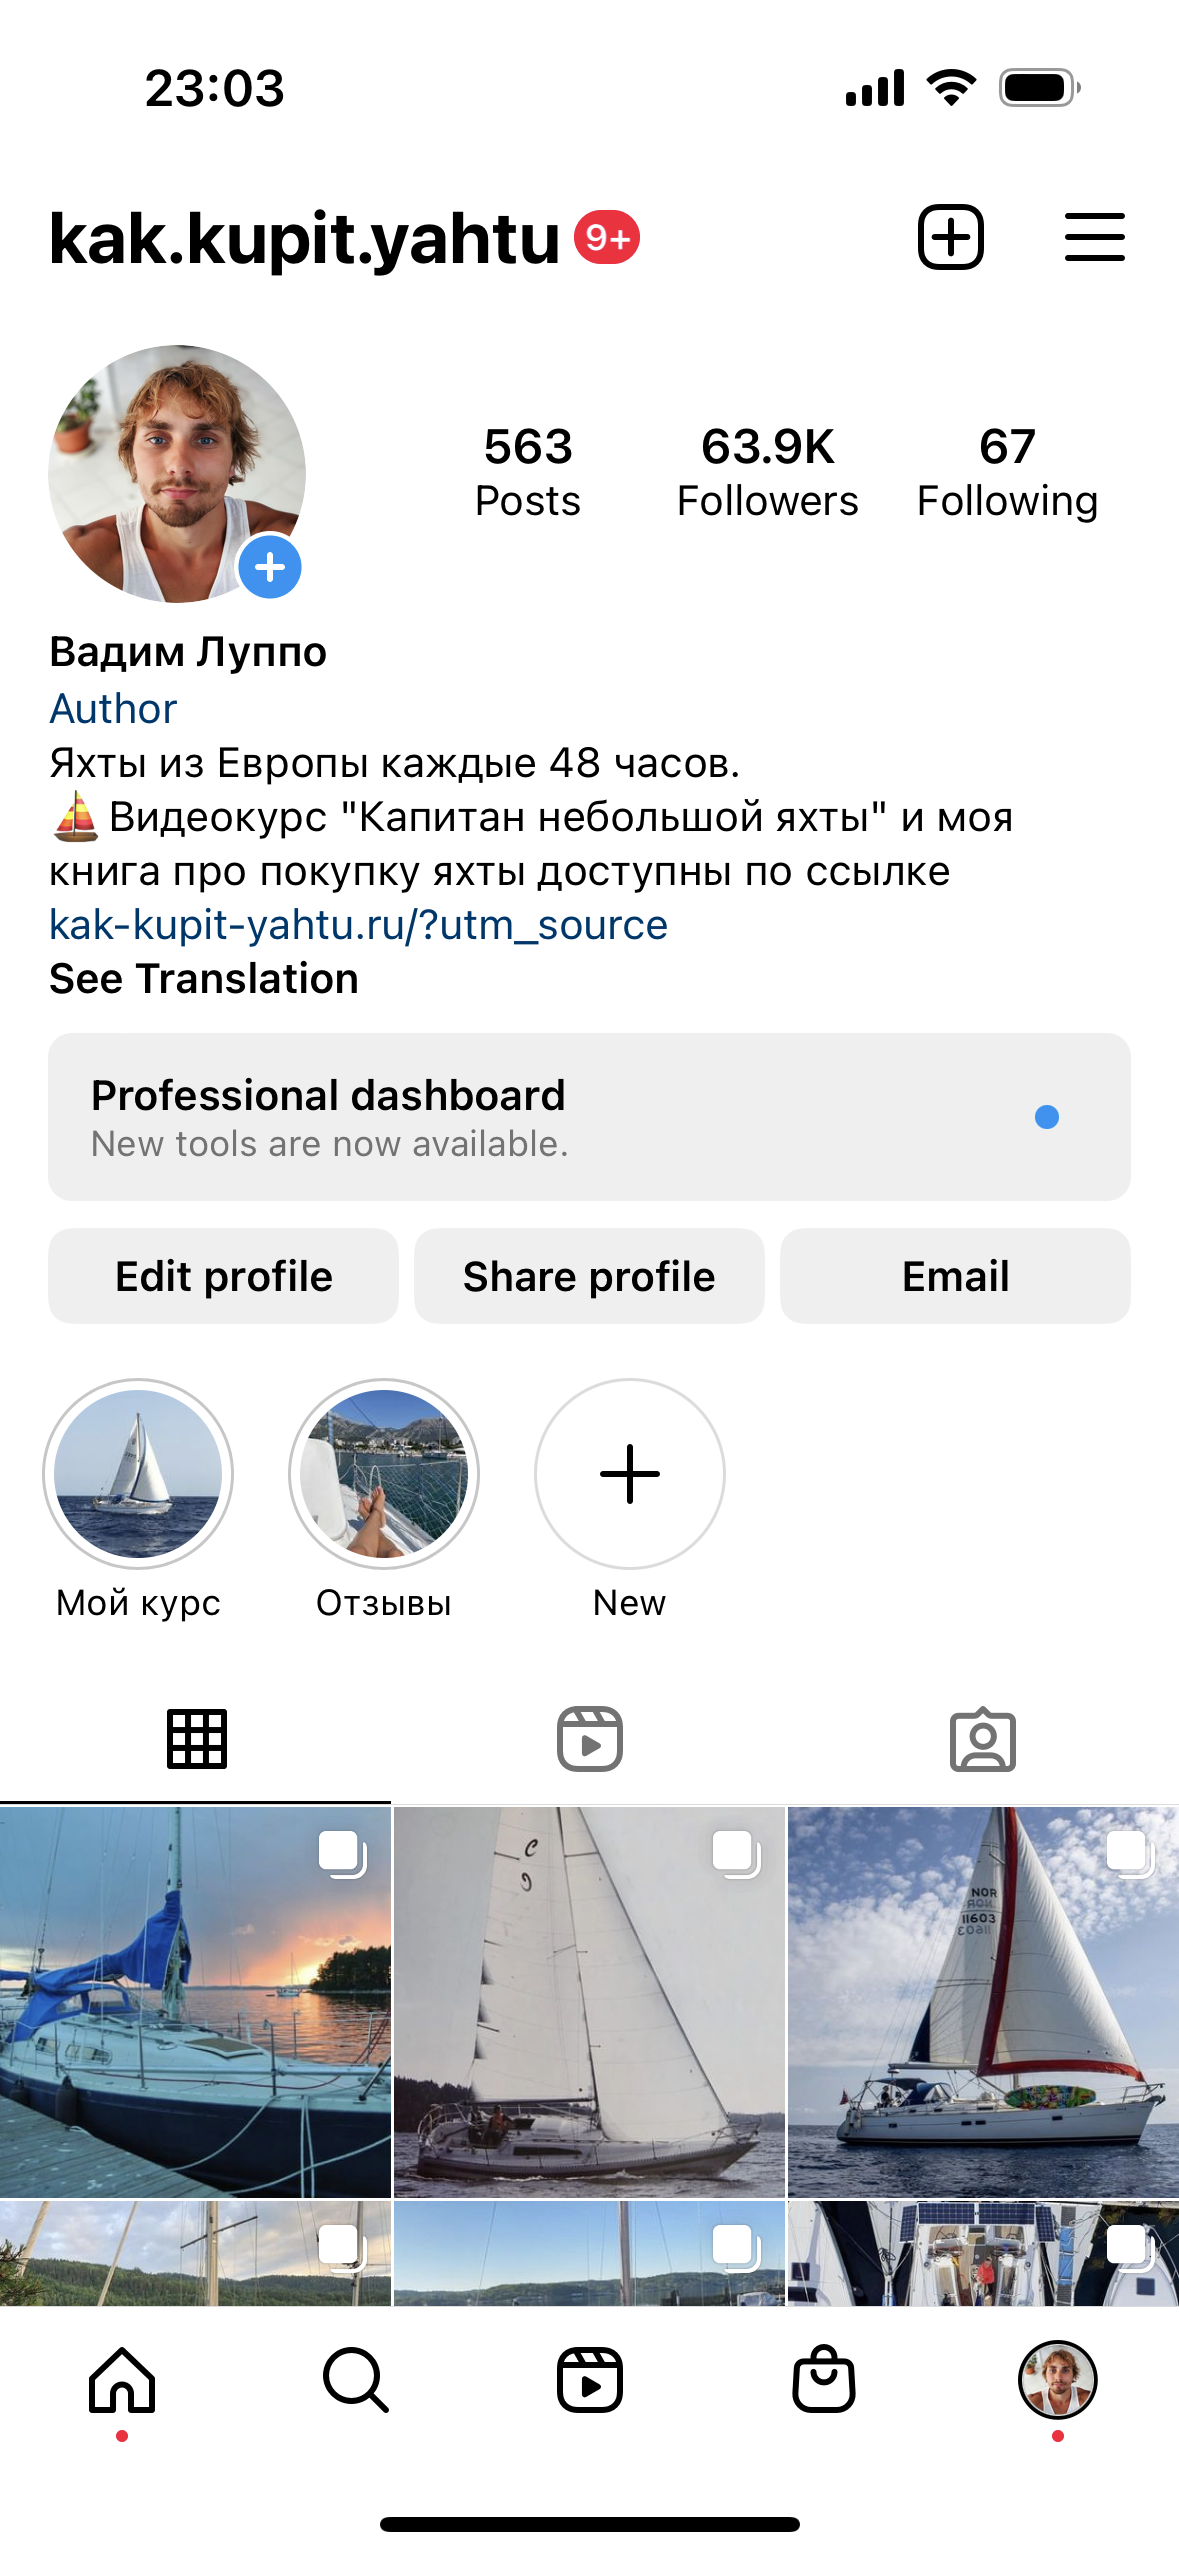 23:03
kak.kupit.yahtu 9+
563 63.9K 67
Posts Followers Following
Вадим Луппо
Author
Яхты из Европы каждые 48 часов.
⛵Видеокурс "Капитан небольшой яхты" и моя
книга про покупку яхты доступны по ссылке
kak-kupit-yahtu.ru/?utm_source
See Translation
Professional dashboard
New tools are now available.
Edit profile Share profile Email
Мой курс Отзывы New
NOR
11603